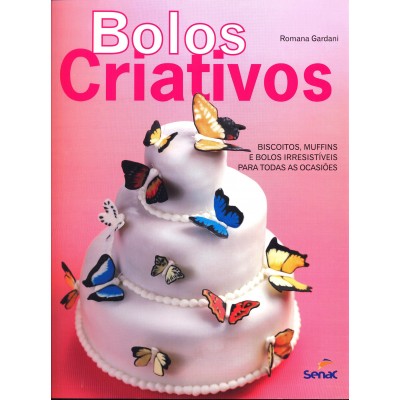 Bolos
Romana Gardani
Criativos
BISCOITOS, MUFFINS
E BOLOS IRRESISTÍVEIS
PARA TODAS AS OCASIÕES
Senac